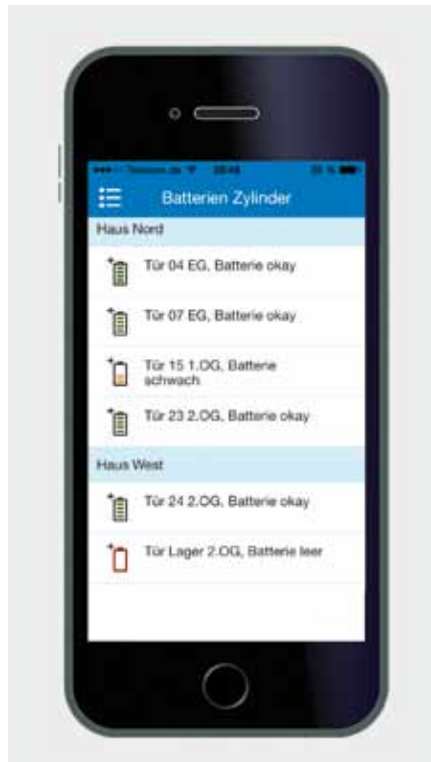 Batterien Zylinder
Haus Nord
Tür 04 EG, Batterie okay
Tür 07 EG, Batterie okay
Tür 15 1.OG, Batterie
schwach
Tür 23 2.OG, Batterie okay
Haus West
Tür 24 2.OG, Batterie okay
Tür Lager 2.OG, Batterie leer